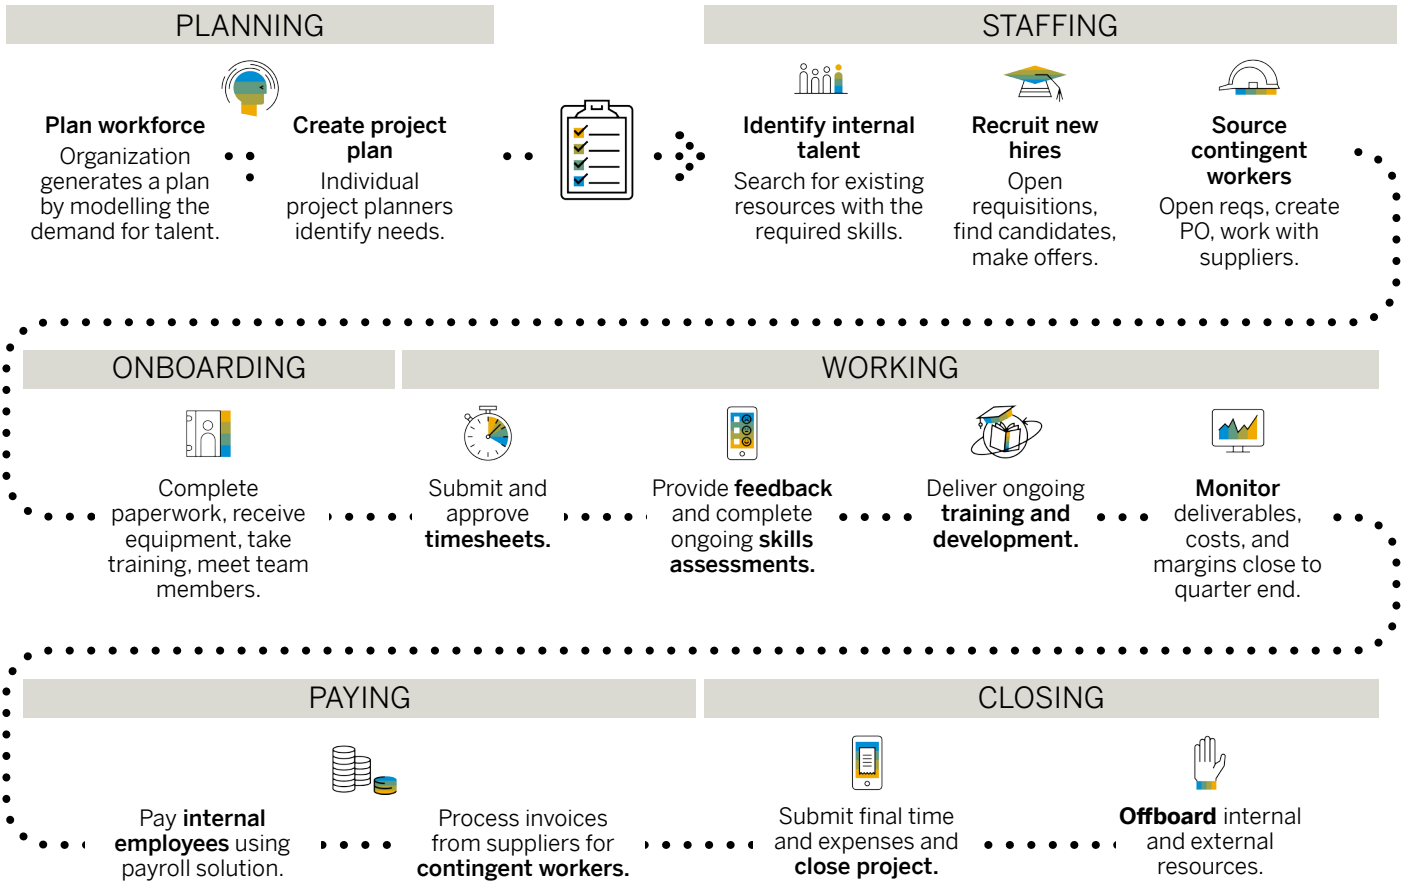 PLANNING
STAFFING
Plan workforce
Organization
generates a plan
by modelling the
demand for talent.
Create project
plan
Individual
project planners
identify needs.
Identify internal
talent
Search for existing
resources with the
required skills.
Recruit new
hires
Open
requisitions,
find candidates,
make offers.
Source
contingent
workers
Open reqs, create
PO, work with
suppliers.
ONBOARDING
WORKING
Complete
paperwork, receive
equipment, take
training, meet team
members.
Submit and
approve
timesheets.
Provide feedback
and complete
ongoing skills
assessments.
Deliver ongoing
training and
development.
Monitor
deliverables,
costs, and
margins close to
quarter end.
PAYING
CLOSING
Pay internal
employees using
payroll solution.
Process invoices
from suppliers for
contingent workers.
Submit final time
and expenses and
close project.
Offboard internal
and external
resources.